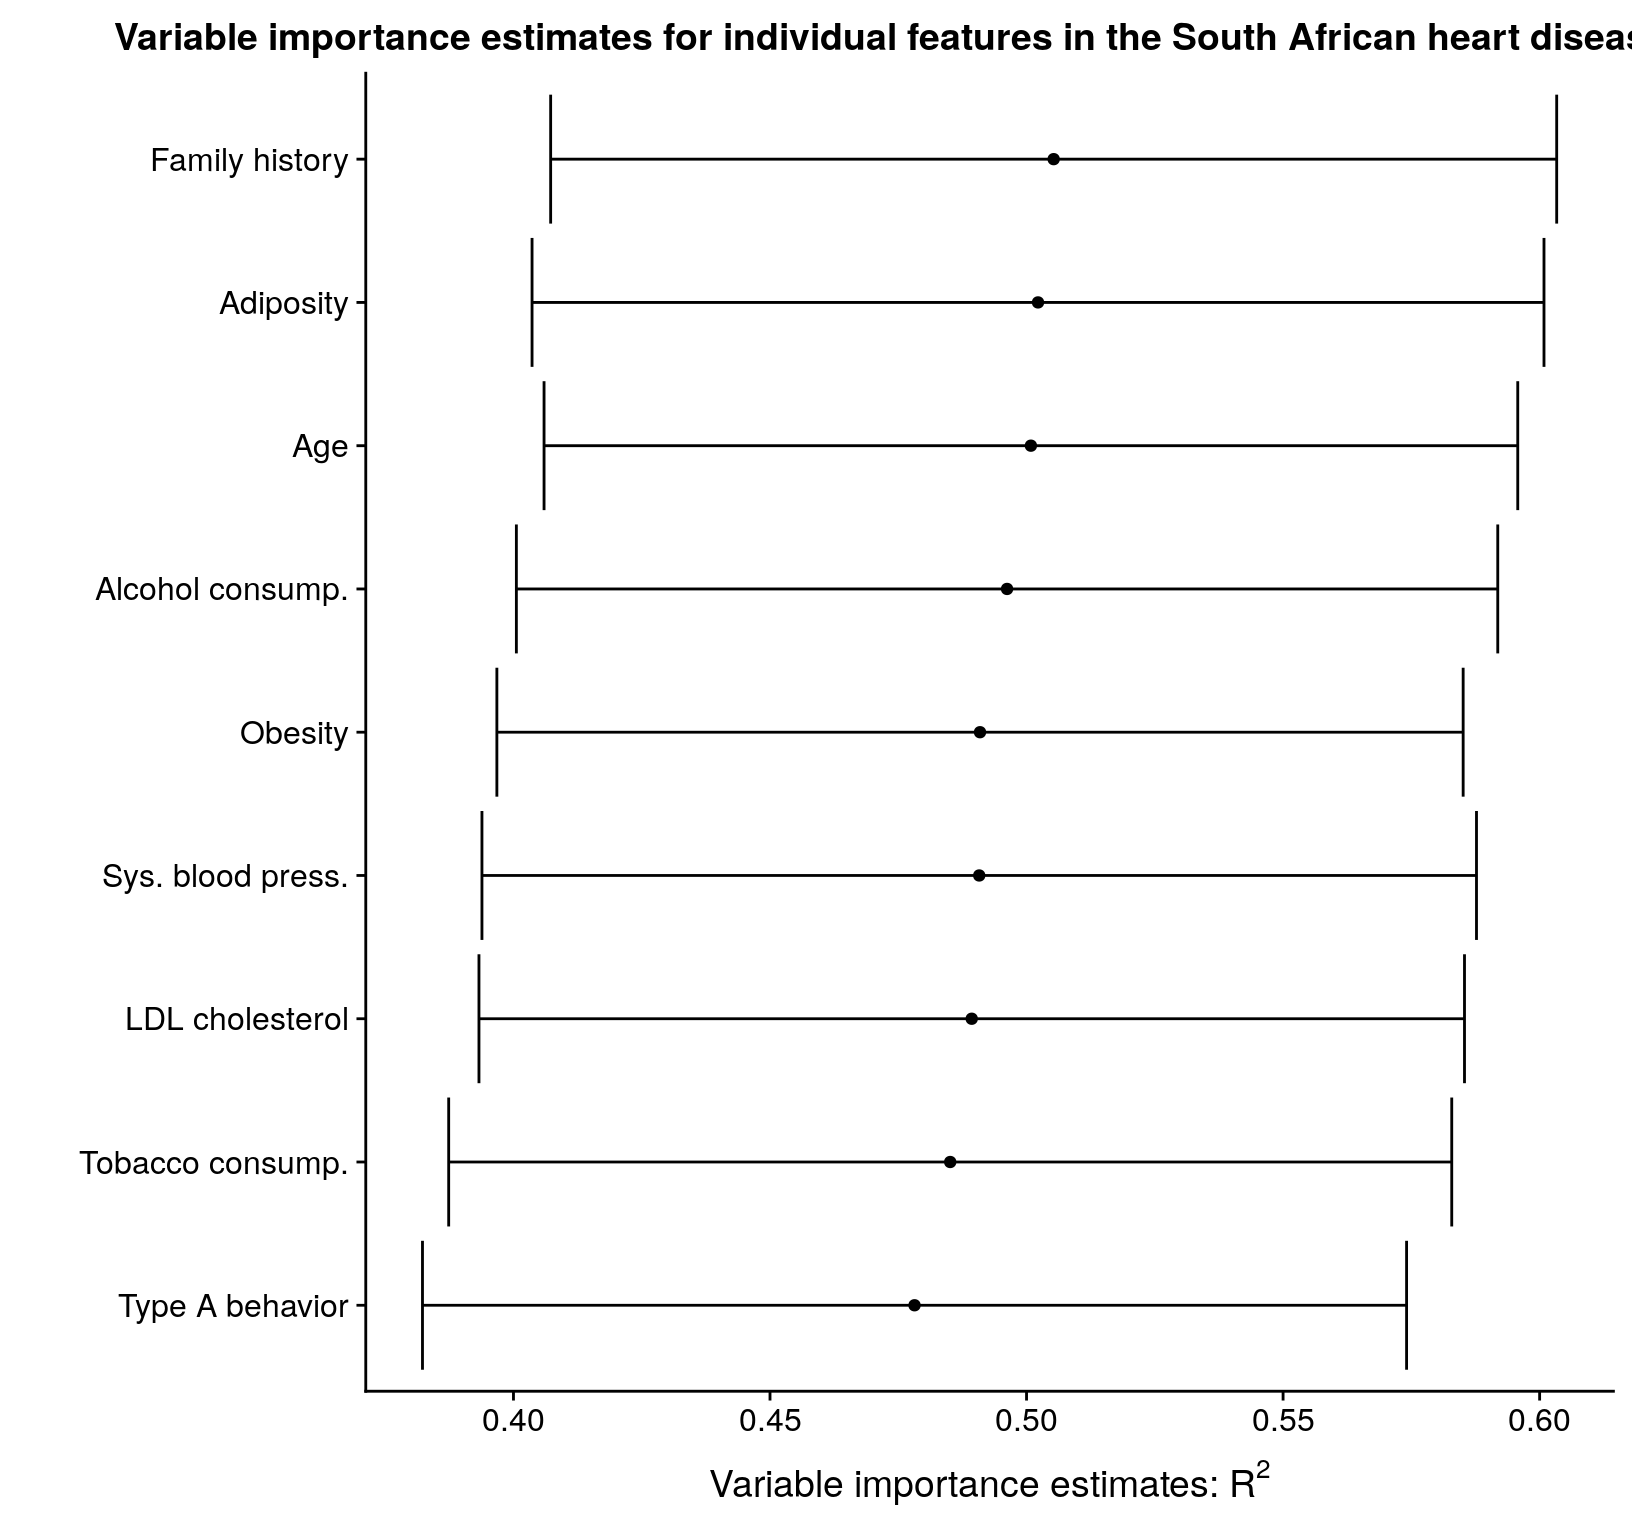 Variable importance estimates for individual features in the South African heart
Family history
Adiposity
Age
Alcohol consump.
Obesity
Sys. blood press.
LDL cholesterol
Tobacco consump.
Type A behavior
0.40 0.45 0.50 0.55 0.60
Variable importance estimates: R²